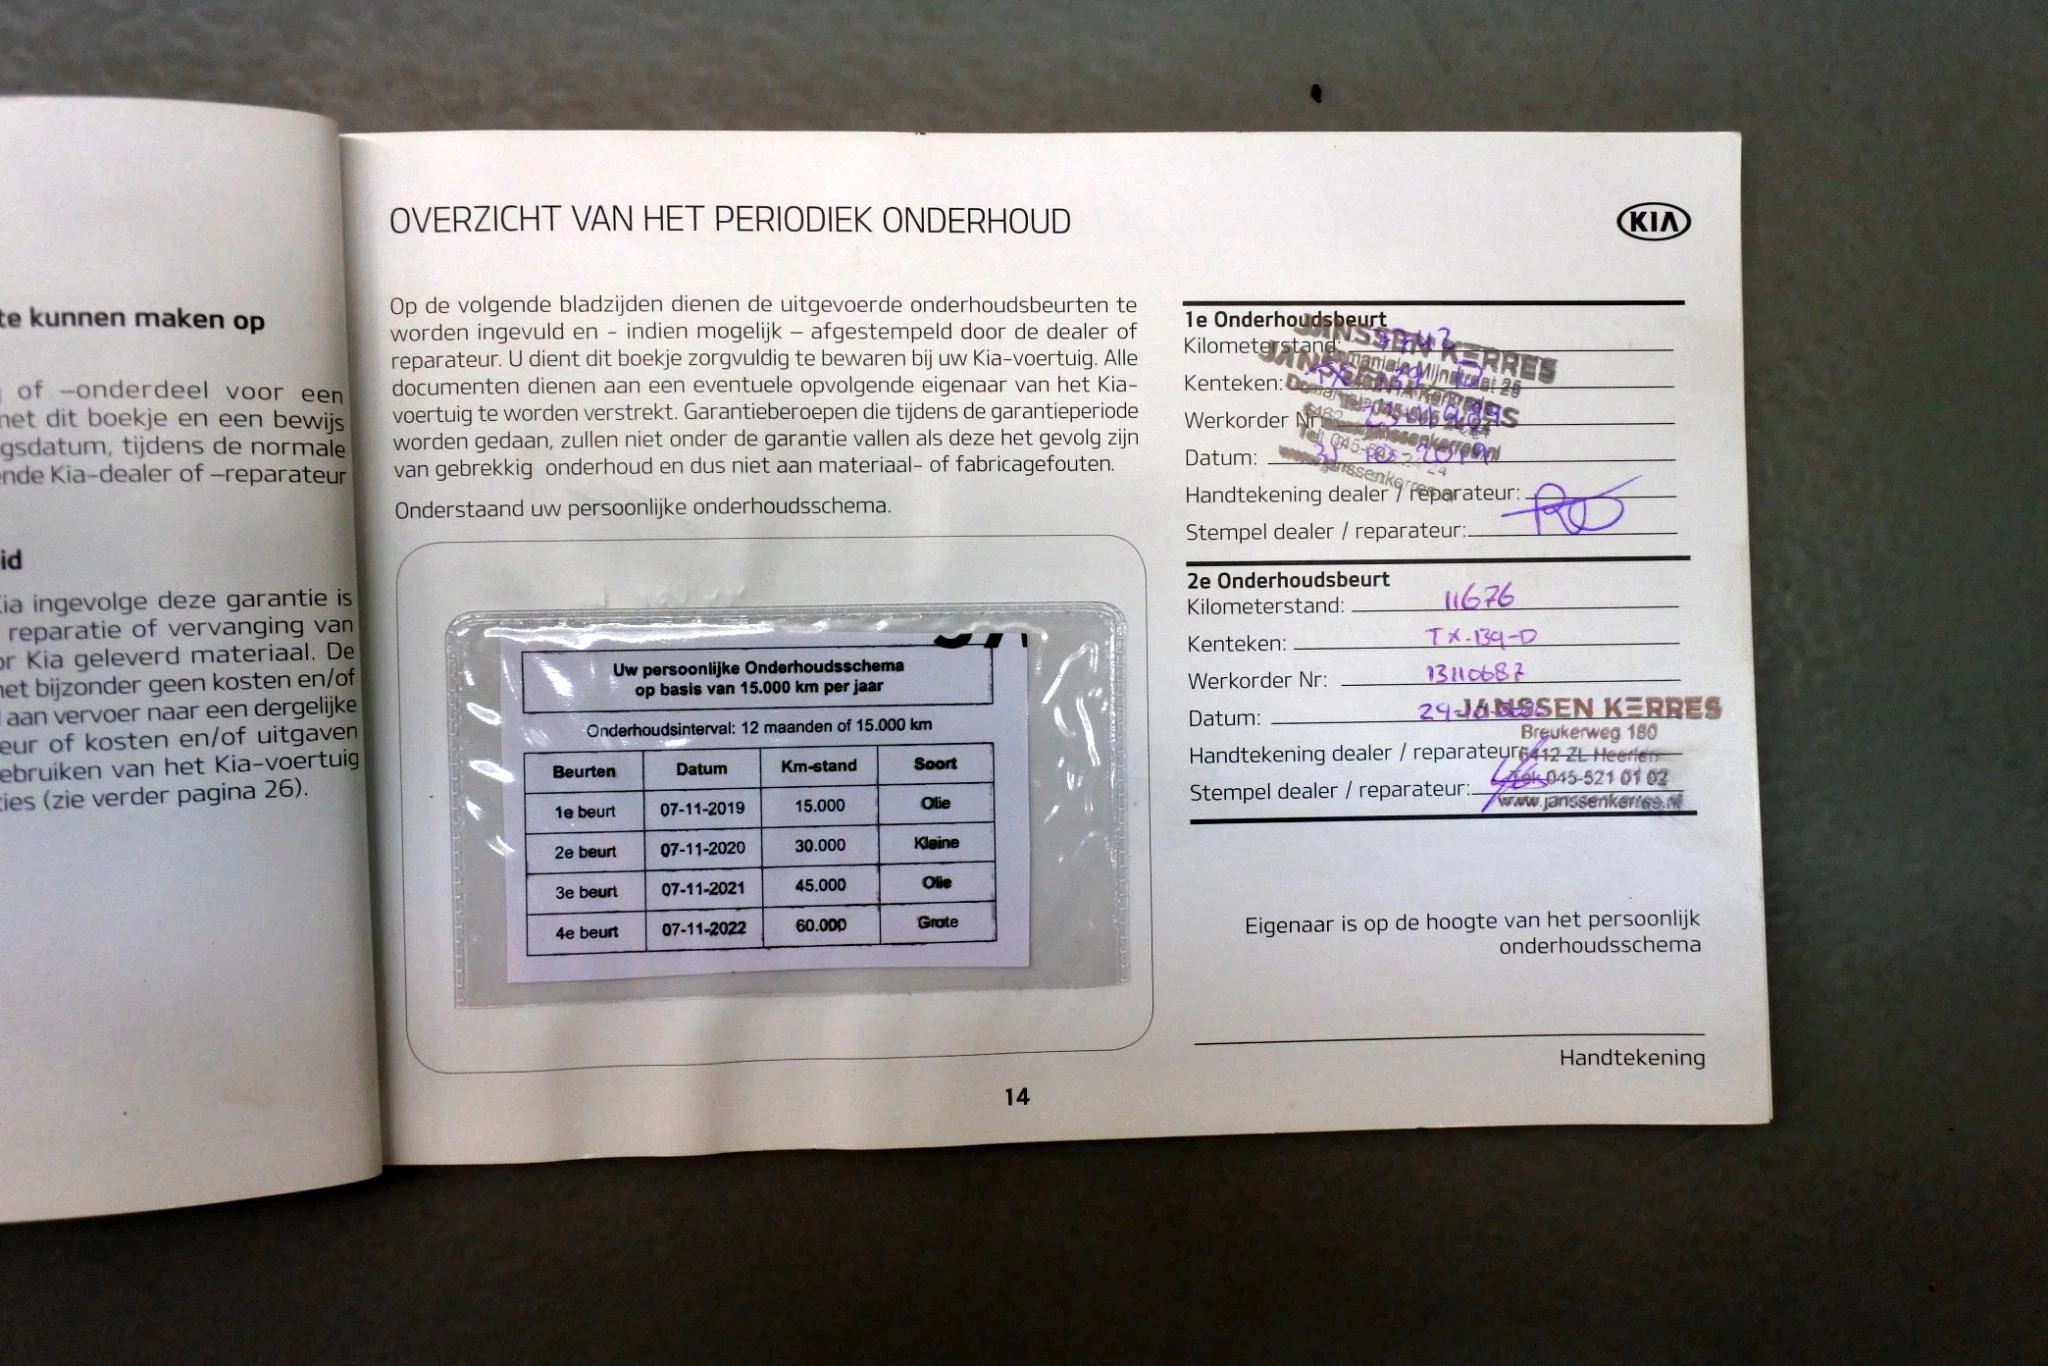 te kunnen maken op
of –onderdeel voor een
met dit boekje en een bewijs
gsdatum, tijdens de normale
ende Kia-dealer of –reparateur
id
Kia ingevolge deze garantie is
reparatie of vervanging van
or Kia geleverd materiaal. De
net bijzonder geen kosten en/of
aan vervoer naar een dergelijke
eur of kosten en/of uitgaven
ebruiken van het Kia-voertuig
ties (zie verder pagina 26).
OVERZICHT VAN HET PERIODIEK ONDERHOUD
KIA
Op de volgende bladzijden dienen de uitgevoerde onderhoudsbeurten te
worden ingevuld en - indien mogelijk – afgestempeld door de dealer of
reparateur. U dient dit boekje zorgvuldig te bewaren bij uw Kia-voertuig. Alle
documenten dienen aan een eventuele opvolgende eigenaar van het Kia-
voertuig te worden verstrekt. Garantieberoepen die tijdens de garantieperiode
worden gedaan, zullen niet onder de garantie vallen als deze het gevolg zijn
van gebrekkig onderhoud en dus niet aan materiaal- of fabricagefouten.
Onderstaand uw persoonlijke onderhoudsschema.
Uw persoonlijke Onderhoudsschema
op basis van 15.000 km per jaar
Onderhoudsinterval: 12 maanden of 15.000 km
Beurten Datum Km-stand Soort
1e beurt 07-11-2019 15.000 Olie
2e beurt 07-11-2020 30.000 Kleine
3e beurt 07-11-2021 45.000 Olie
4e beurt 07-11-2022 60.000 Grote
1e Onderhoudsbeurt
Kilometerstand:
Kenteken:
Werkorder Nr
Datum:
Handtekening dealer / reparateur:
Stempel dealer / reparateur:
JANSSEN KERRES
2e Onderhoudsbeurt
Kilometerstand: 11676
Kenteken: TX-139-D
Werkorder Nr: 13110687
Datum:
Handtekening dealer / reparateur
Stempel dealer / reparateur:
JANSSEN KERRES
Breukerweg 180
6412 ZL Heerlen
Tel. 045-521 01 02
www.janssenkerres.nl
Eigenaar is op de hoogte van het persoonlijk
onderhoudsschema
Handtekening
14